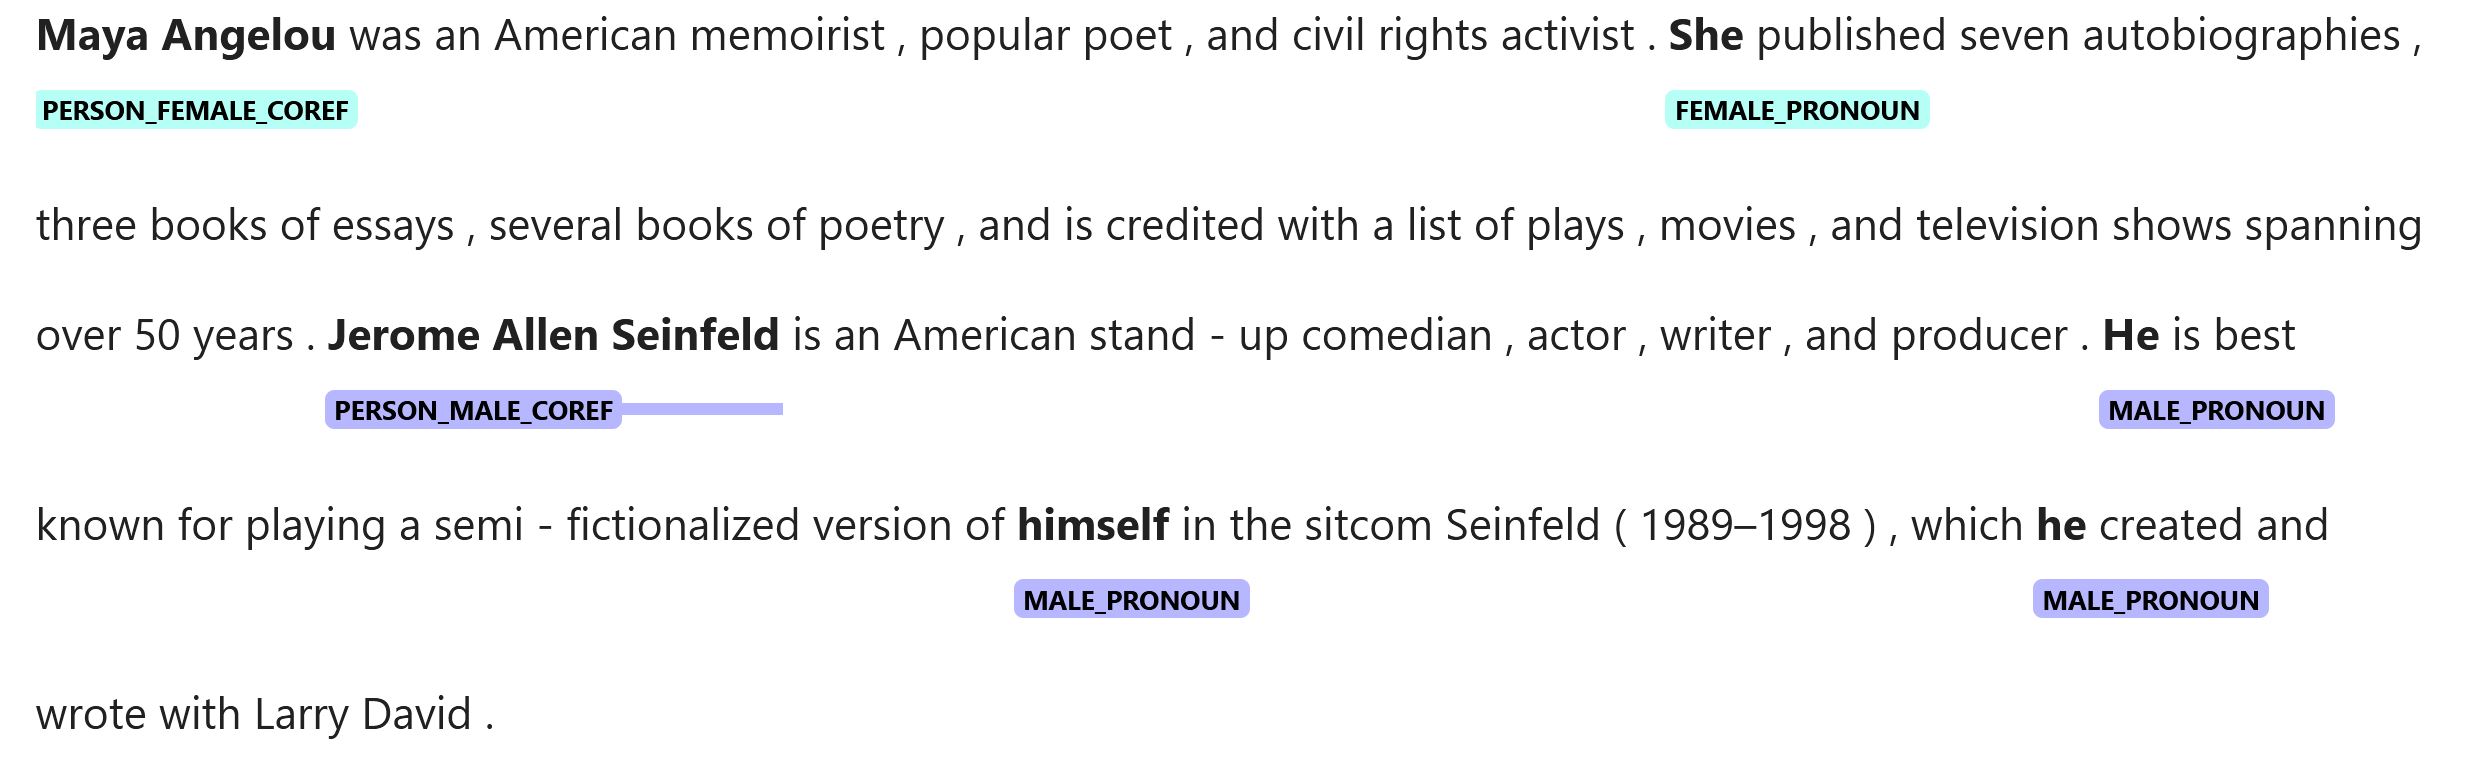 Maya Angelou was an American memoirist , popular poet , and civil rights activist . She published seven autobiographies ,
PERSON_FEMALE_COREF FEMALE_PRONOUN
three books of essays , several books of poetry , and is credited with a list of plays , movies , and television shows spanning
over 50 years . Jerome Allen Seinfeld is an American stand - up comedian , actor , writer , and producer . He is best
PERSON_MALE_COREF MALE_PRONOUN
known for playing a semi - fictionalized version of himself in the sitcom Seinfeld ( 1989–1998 ) , which he created and
MALE_PRONOUN MALE_PRONOUN
wrote with Larry David .